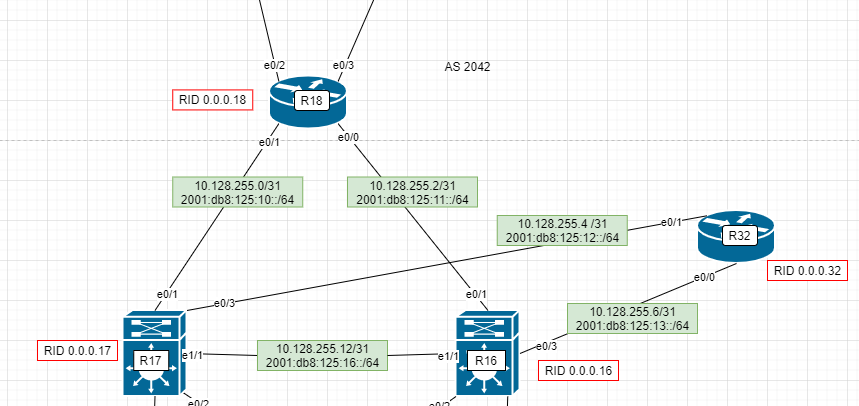 e0/2
e0/3
AS 2042
RID 0.0.0.18
R18
e0/1
e0/0
10.128.255.0/31
2001:db8:125:10::/64
10.128.255.2/31
2001:db8:125:11::/64
10.128.255.4 /31
2001:db8:125:12::/64
e0/1
R32
RID 0.0.0.32
e0/0
e0/1
e0/3
e0/1
10.128.255.6/31
2001:db8:125:13::/64
e0/3
RID 0.0.0.17
R17
e1/1
10.128.255.12/31
2001:db8:125:16::/64
e1/1
R16
RID 0.0.0.16
e0/2
e0/2